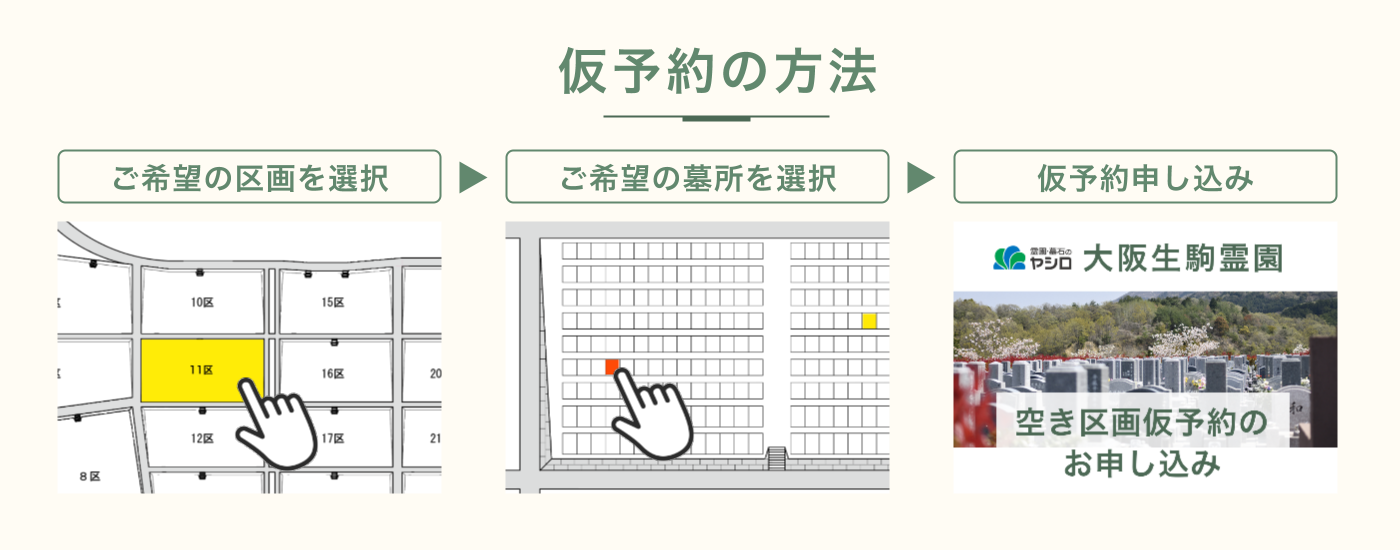 仮予約の方法
ご希望の区画を選択
ご希望の墓所を選択
仮予約申し込み
10区
15区
11区
16区
20
12区
17区
21
8区
霊園・墓石の
ヤシロ
大阪生駒霊園
空き区画仮予約の
お申し込み